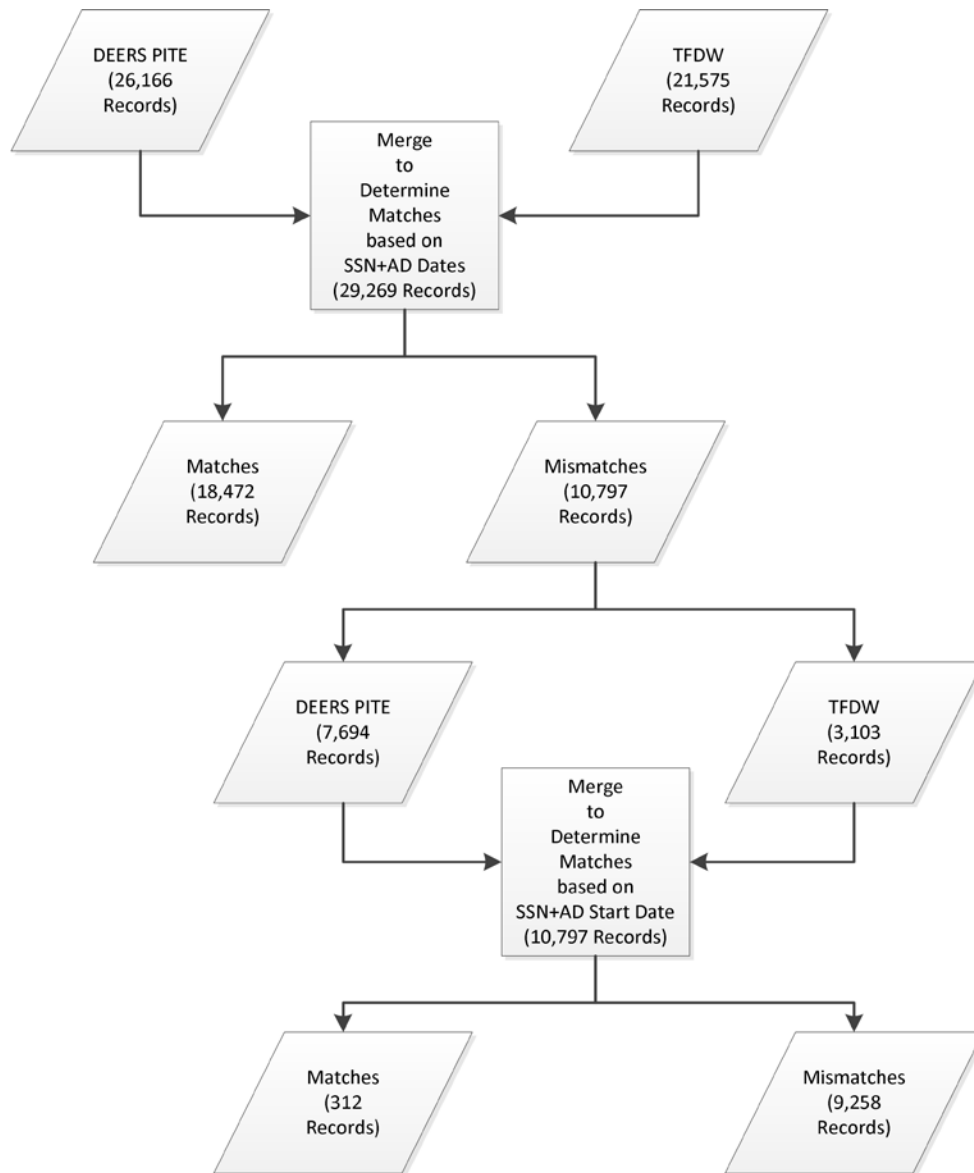 DEERS PITE
(26,166
Records)
TFDW
(21,575
Records)
Merge
to
Determine
Matches
based on
SSN+AD Dates
(29,269 Records)
Matches
(18,472
Records)
Mismatches
(10,797
Records)
DEERS PITE
(7,694
Records)
TFDW
(3,103
Records)
Merge
to
Determine
Matches
based on
SSN+AD Start Date
(10,797 Records)
Matches
(312
Records)
Mismatches
(9,258
Records)